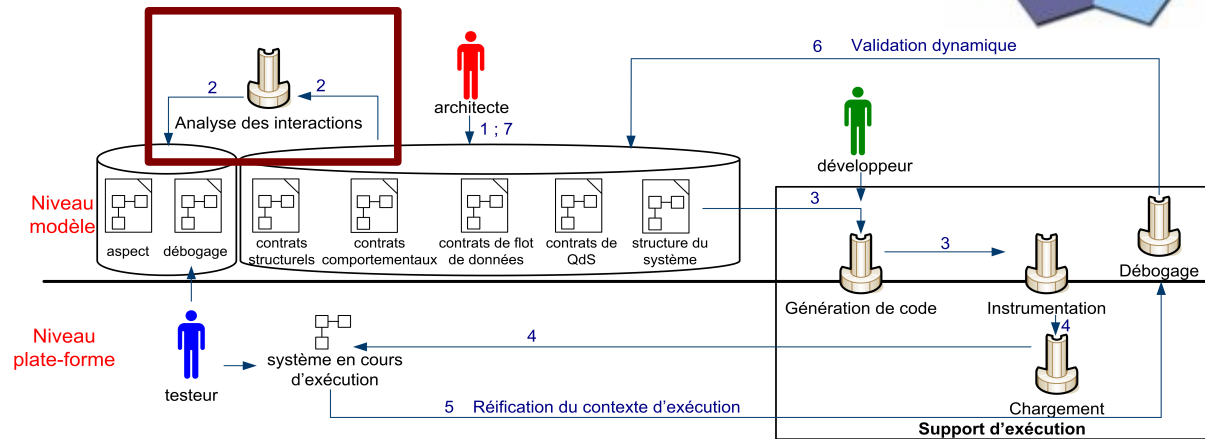 6 Validation dynamique
2
2
architecte
Analyse des interactions
1 ; 7
développeur
Niveau
modèle
aspect
débogage
contrats
structurels
contrats
comportementaux
contrats de flot
de données
contrats de
QdS
structure du
système
3
3
Débogage
Génération de code
Instrumentation
Niveau
plate-forme
testeur
système en cours
d'exécution
4
4
5 Réification du contexte d'exécution
Chargement
Support d'exécution